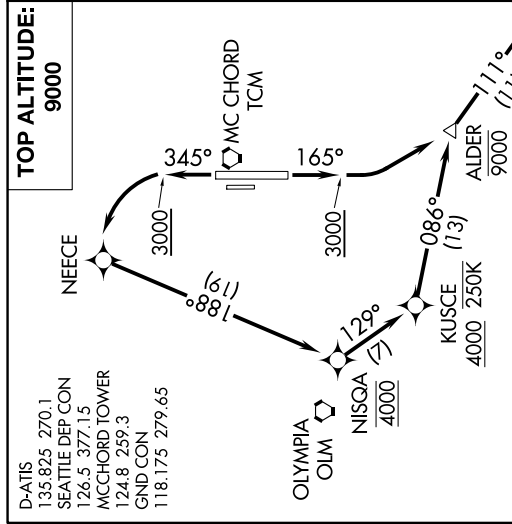 TOP ALTITUDE:
9000
D-ATIS
135.825 270.1
SEATTLE DEP CON
126.5 377.15
MCCHORD TOWER
124.8 259.3
GND CON
118.175 279.65
NEECE
345°
MC CHORD
TCM
3000
165°
3000
188°
(19)
OLYMPIA
OLM
NISQA
4000
129°
(7)
KUSCE
4000 250K
086°
(13)
ALDER
9000
111°